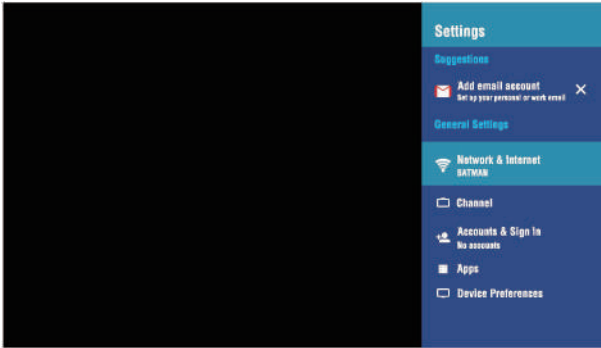 Settings
Suggestions
Add email account
Set up your personal or work email
General Settings
Network & Internet
BATMAN
Channel
Accounts & Sign In
No accounts
Apps
Device Preferences